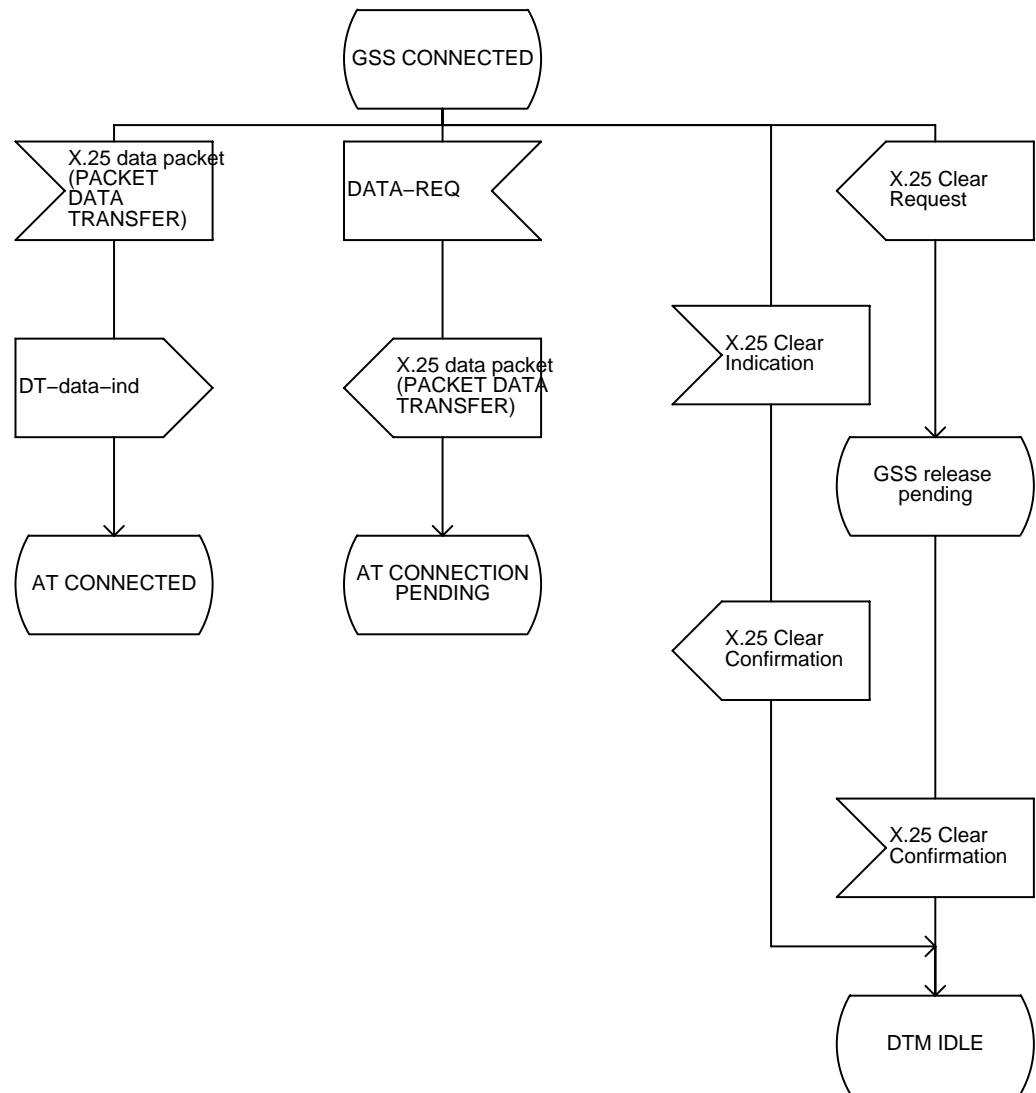 GSS CONNECTED
X.25 data packet
(PACKET
DATA
TRANSFER)
DATA−REQ
X.25 Clear
Request
X.25 Clear
Indication
DT−data−ind
X.25 data packet
(PACKET DATA
TRANSFER)
GSS release
pending
AT CONNECTED
AT CONNECTION
PENDING
X.25 Clear
Confirmation
X.25 Clear
Confirmation
DTM IDLE